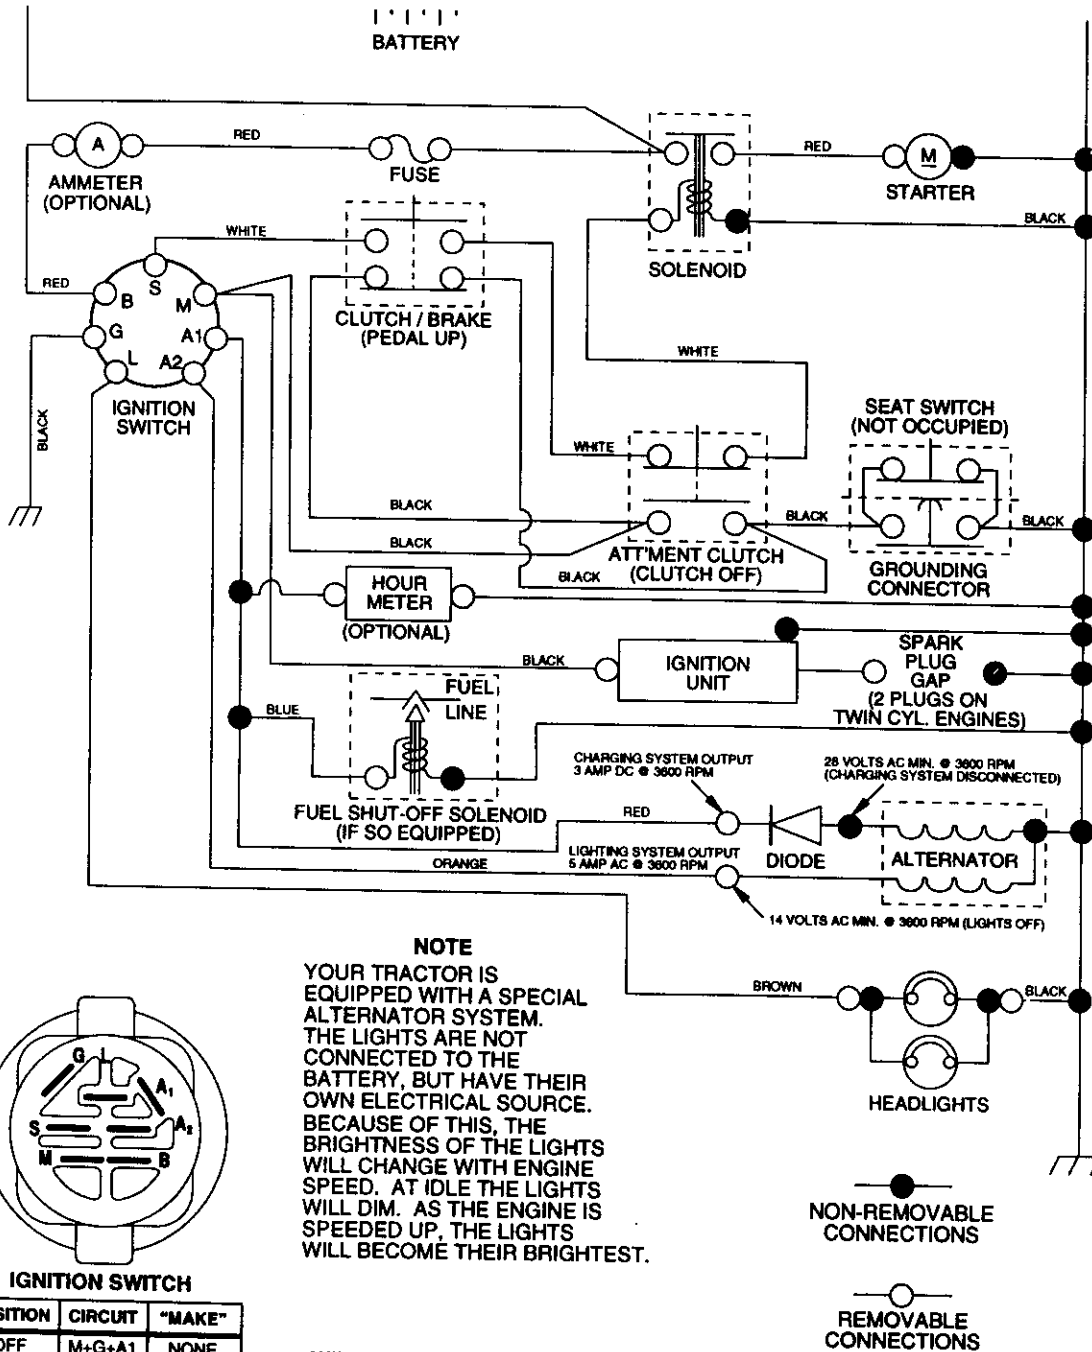 BATTERY
RED
A
AMMETER
(OPTIONAL)
FUSE
RED
M
STARTER
BLACK
SOLENOID
WHITE
CLUTCH / BRAKE
(PEDAL UP)
RED
B
S
M
G
A1
L
A2
IGNITION
SWITCH
BLACK
WHITE
SEAT SWITCH
(NOT OCCUPIED)
WHITE
BLACK
BLACK
BLACK
BLACK
ATT'MENT CLUTCH
(CLUTCH OFF)
BLACK
GROUNDING
CONNECTOR
HOUR
METER
(OPTIONAL)
BLACK
IGNITION
UNIT
SPARK
PLUG
GAP
(2 PLUGS ON
TWIN CYL. ENGINES)
BLUE
FUEL
LINE
FUEL SHUT-OFF SOLENOID
(IF SO EQUIPPED)
CHARGING SYSTEM OUTPUT
3 AMP DC @ 3600 RPM
28 VOLTS AC MIN. @ 3600 RPM
(CHARGING SYSTEM DISCONNECTED)
RED
DIODE
ALTERNATOR
ORANGE
LIGHTING SYSTEM OUTPUT
5 AMP AC @ 3600 RPM
14 VOLTS AC MIN. @ 3600 RPM (LIGHTS OFF)
BROWN
BLACK
HEADLIGHTS
NOTE
YOUR TRACTOR IS
EQUIPPED WITH A SPECIAL
ALTERNATOR SYSTEM.
THE LIGHTS ARE NOT
CONNECTED TO THE
BATTERY, BUT HAVE THEIR
OWN ELECTRICAL SOURCE.
BECAUSE OF THIS, THE
BRIGHTNESS OF THE LIGHTS
WILL CHANGE WITH ENGINE
SPEED. AT IDLE THE LIGHTS
WILL DIM. AS THE ENGINE IS
SPEEDED UP, THE LIGHTS
WILL BECOME THEIR BRIGHTEST.
G
L
A1
S
A2
M
B
IGNITION SWITCH
SITION CIRCUIT "MAKE"
OFF M+G+A1 NONE
NON-REMOVABLE
CONNECTIONS
REMOVABLE
CONNECTIONS